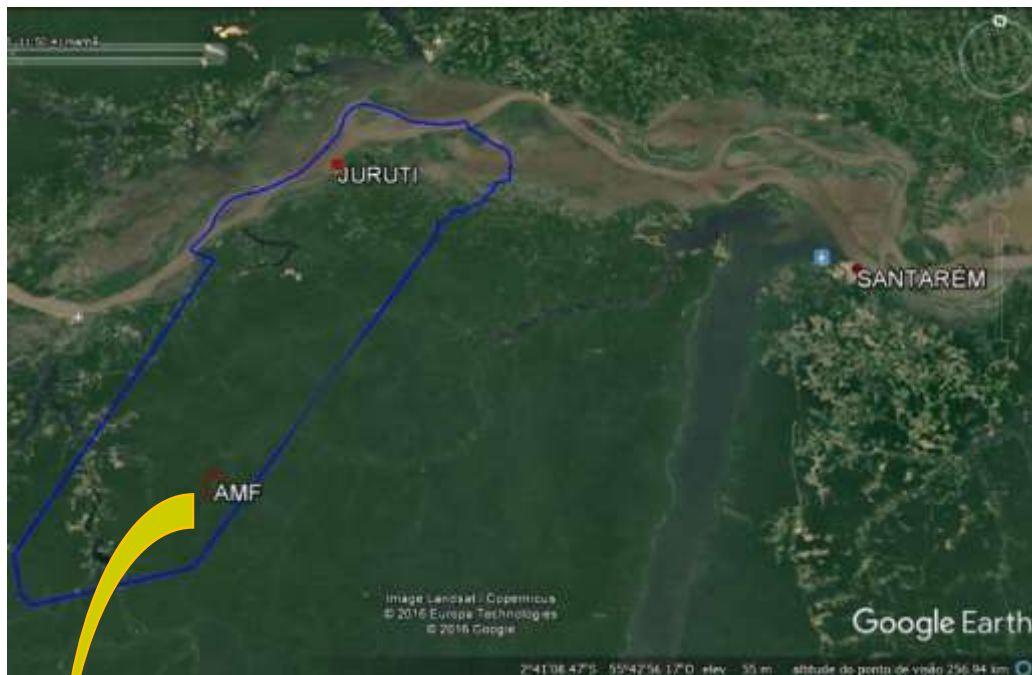 JURUTI
SANTARÉM
AMF
Image Landsat / Copernicus
© 2016 Europa Technologies
© 2016 Google
Google Earth
2°41'08.47"S 55°42'56.17"O elev 55 m altitude do ponto de visão 256.94 km